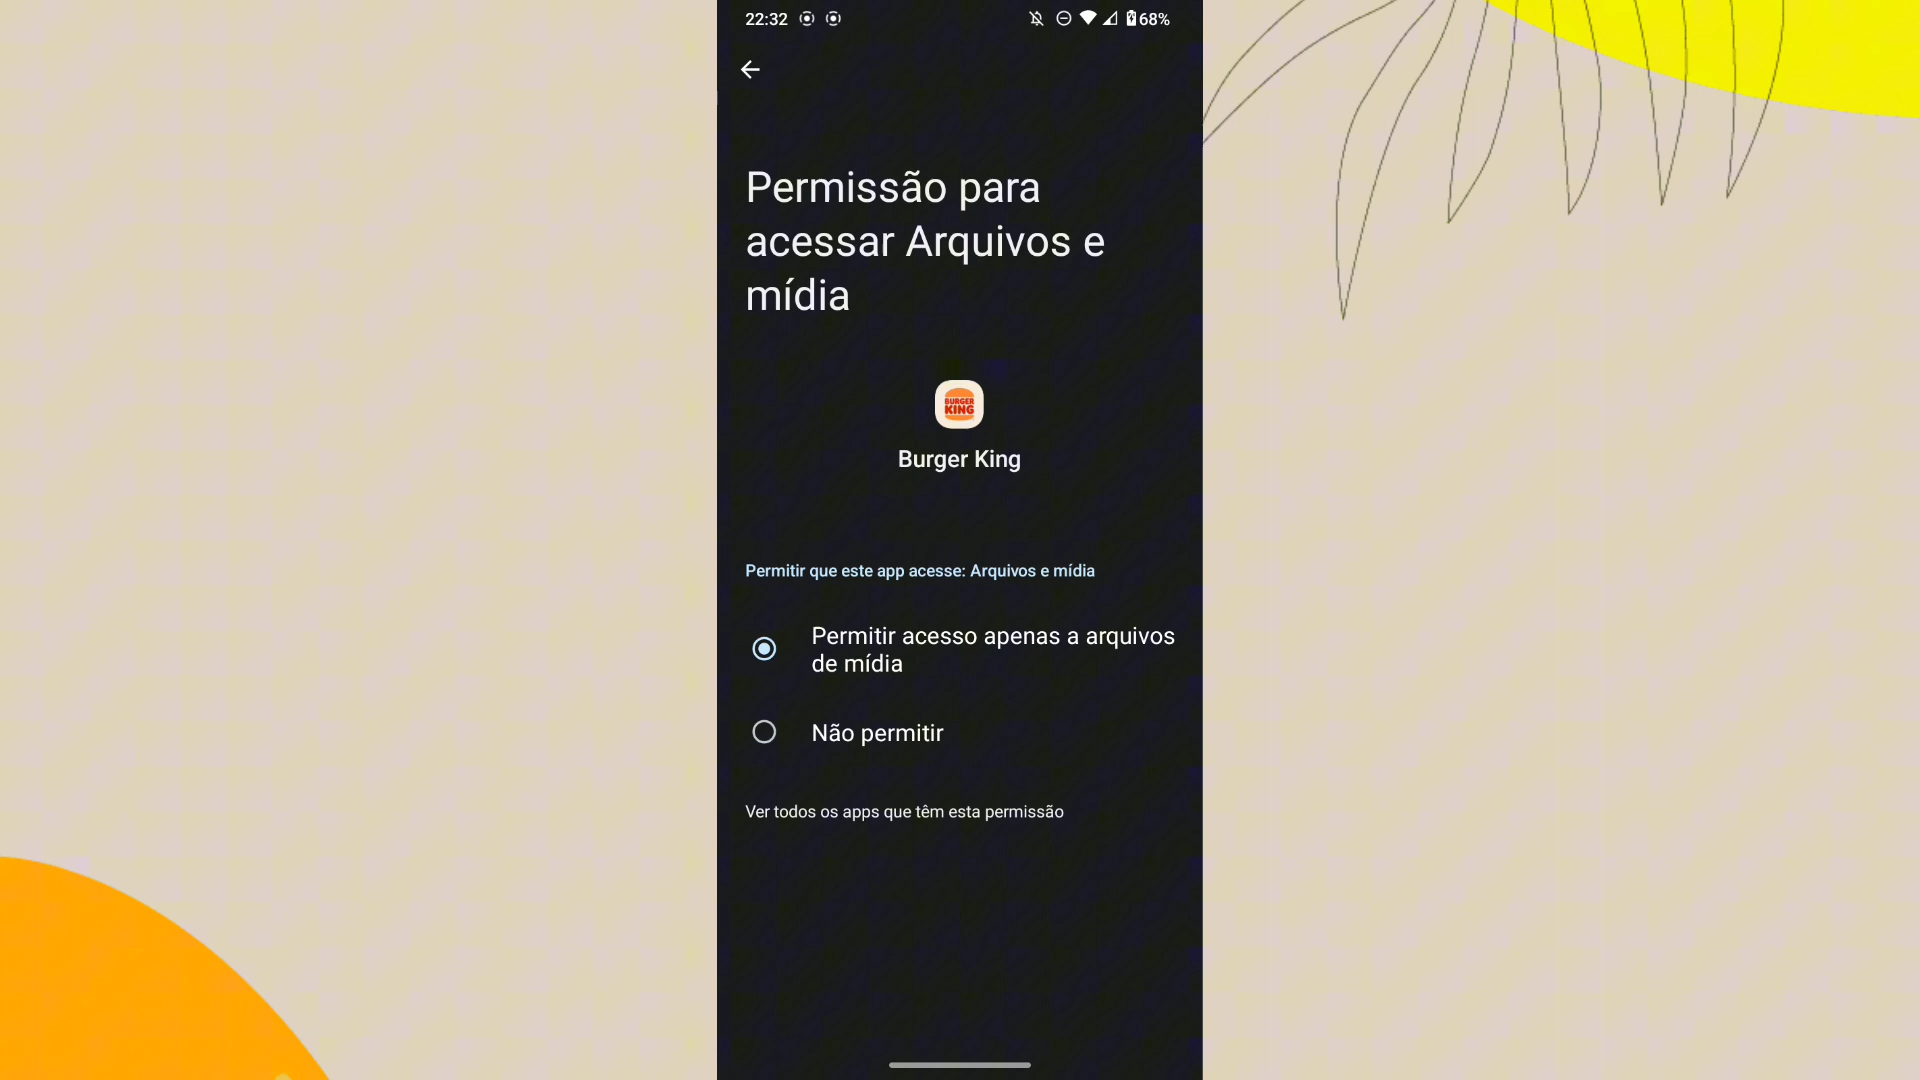 22:32
68%
Permissão para
acessar Arquivos e
mídia
BURGER
KING
Burger King
Permitir que este app acesse: Arquivos e mídia
Permitir acesso apenas a arquivos
de mídia
Não permitir
Ver todos os apps que têm esta permissão